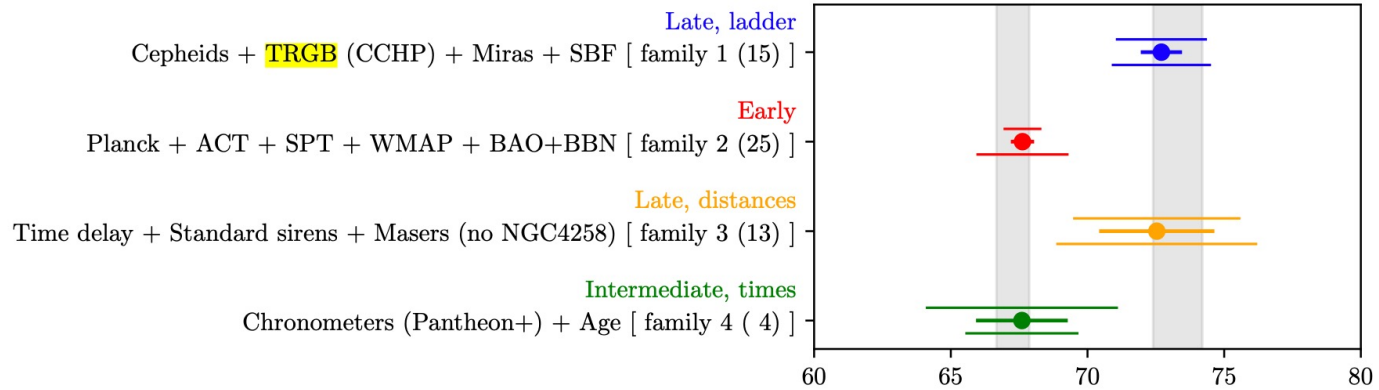 Late, ladder
Cepheids + TRGB (CCHP) + Miras + SBF [ family 1 (15) ]
Early
Planck + ACT + SPT + WMAP + BAO+BBN [ family 2 (25) ]
Late, distances
Time delay + Standard sirens + Masers (no NGC4258) [ family 3 (13) ]
Intermediate, times
Chronometers (Pantheon+) + Age [ family 4 ( 4) ]
60 65 70 75 80